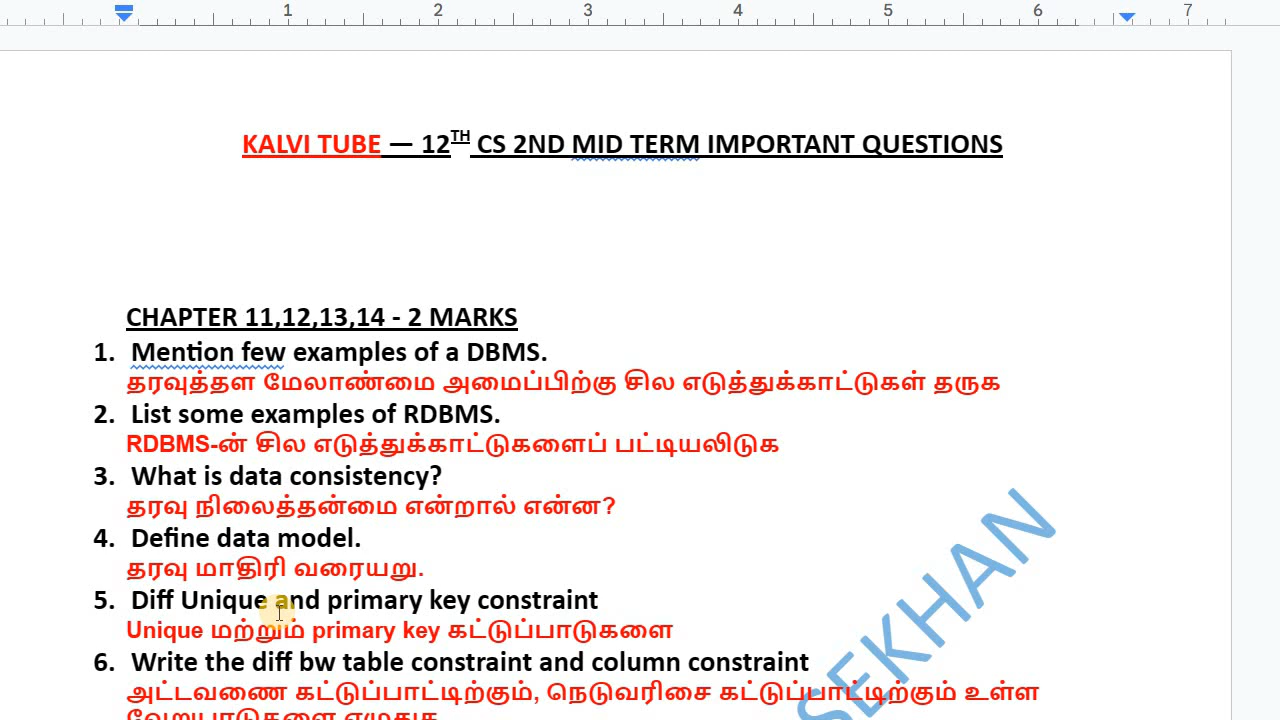 1 2 3 4 5 6 7
KALVI TUBE — 12TH CS 2ND MID TERM IMPORTANT QUESTIONS
CHAPTER 11,12,13,14 - 2 MARKS
1. Mention few examples of a DBMS.
தரவுத்தள மேலாண்மை அமைப்பிற்கு சில எடுத்துக்காட்டுகள் தருக
2. List some examples of RDBMS.
RDBMS-ன் சில எடுத்துக்காட்டுகளைப் பட்டியலிடுக
3. What is data consistency?
தரவு நிலைத்தன்மை என்றால் என்ன?
4. Define data model.
தரவு மாதிரி வரையறு.
5. Diff Unique and primary key constraint
Unique மற்றும் primary key கட்டுப்பாடுகளை
6. Write the diff bw table constraint and column constraint
அட்டவணை கட்டுப்பாட்டிற்கும், நெடுவரிசை கட்டுப்பாட்டிற்கும் உள்ள
வேறுபாடுகளை எழுதுக
SEKHAN